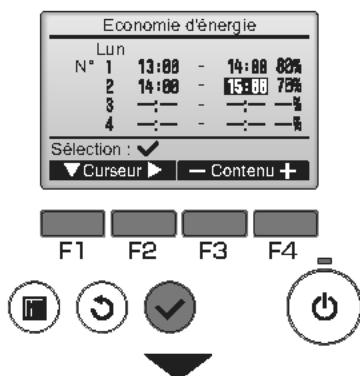 Economie d'énergie
Lun
N° 1 13:00 - 14:00 80%
2 14:00 - 15:00 70%
3 --:-- - --:-- --%
4 --:-- - --:-- --%
Sélection : ✔
▼ Curseur ▶ − Contenu +
F1 F2 F3 F4